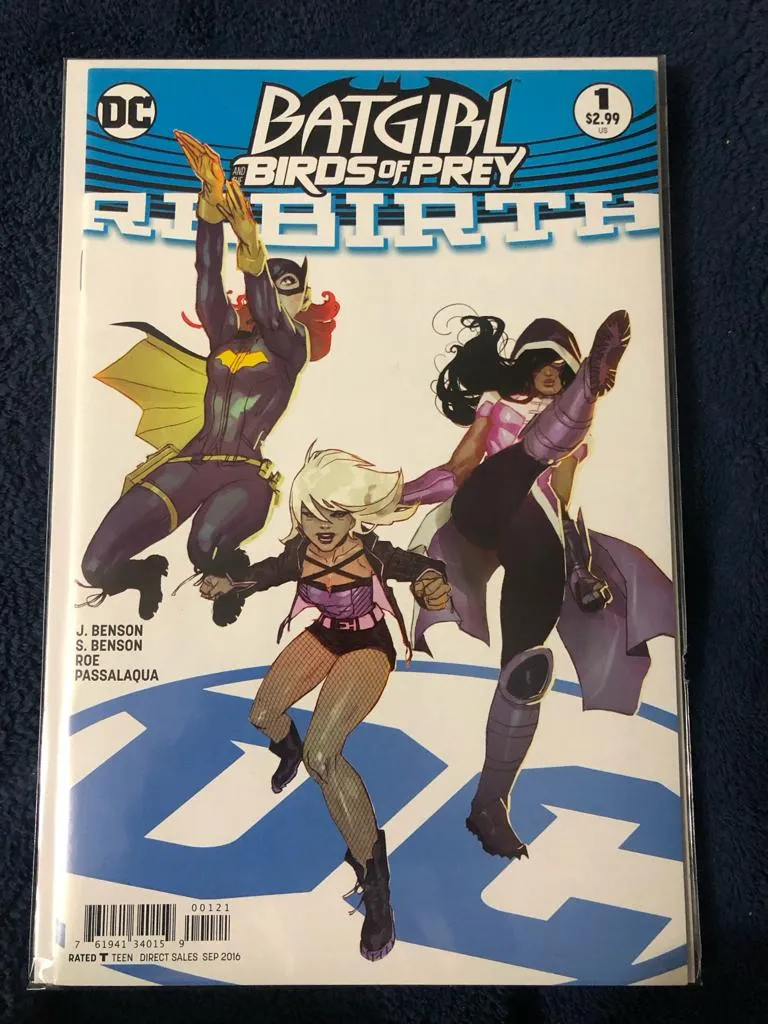 DC
BATGIRL
AND THE BIRDS OF PREY
REBIRTH
1
$2.99
US
J. BENSON
S. BENSON
ROE
PASSALAQUA
DC
00121
7 61941 34015 9
RATED T TEEN DIRECT SALES SEP 2016